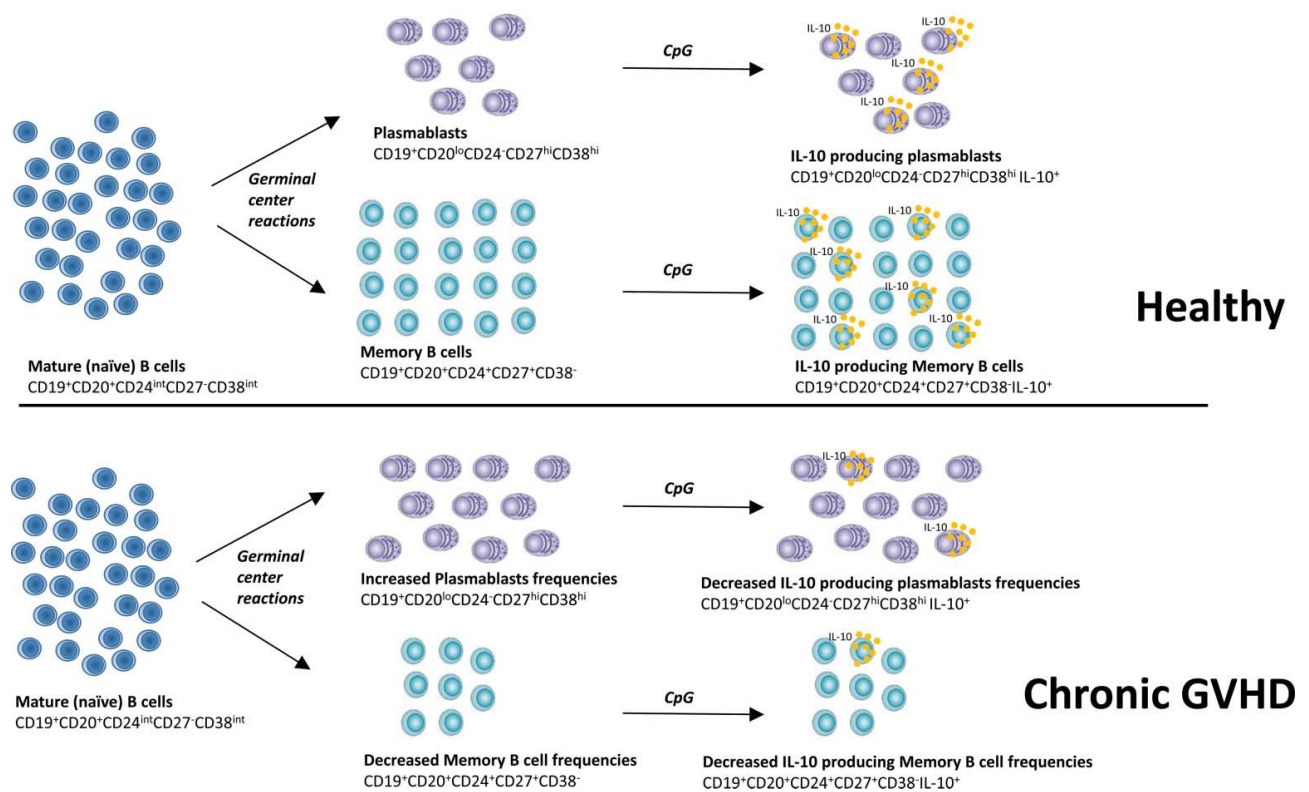 CpG
IL-10
IL-10
IL-10
IL-10
Plasmablasts
CD19⁺CD20ˡᵒCD24⁻CD27ʰⁱCD38ʰⁱ
IL-10 producing plasmablasts
CD19⁺CD20ˡᵒCD24⁻CD27ʰⁱCD38ʰⁱ IL-10⁺
Germinal
center
reactions
CpG
IL-10
IL-10
IL-10
IL-10
IL-10
IL-10
Healthy
Mature (naïve) B cells
CD19⁺CD20⁺CD24ⁱⁿᵗCD27⁻CD38ⁱⁿᵗ
Memory B cells
CD19⁺CD20⁺CD24⁺CD27⁺CD38⁻
IL-10 producing Memory B cells
CD19⁺CD20⁺CD24⁺CD27⁺CD38⁻IL-10⁺
CpG
IL-10
IL-10
Germinal
center
reactions
Increased Plasmablasts frequencies
CD19⁺CD20ˡᵒCD24⁻CD27ʰⁱCD38ʰⁱ
Decreased IL-10 producing plasmablasts frequencies
CD19⁺CD20ˡᵒCD24⁻CD27ʰⁱCD38ʰⁱ IL-10⁺
IL-10
CpG
Chronic GVHD
Mature (naïve) B cells
CD19⁺CD20⁺CD24ⁱⁿᵗCD27⁻CD38ⁱⁿᵗ
Decreased Memory B cell frequencies
CD19⁺CD20⁺CD24⁺CD27⁺CD38⁻
Decreased IL-10 producing Memory B cell frequencies
CD19⁺CD20⁺CD24⁺CD27⁺CD38⁻IL-10⁺